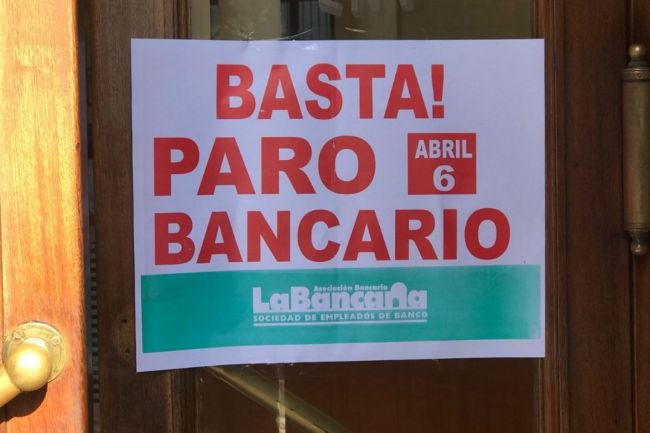 BASTA!
PARO
ABRIL
6
BANCARIO
Asociación Bancaria
LaBancaria
SOCIEDAD DE EMPLEADOS DE BANCO